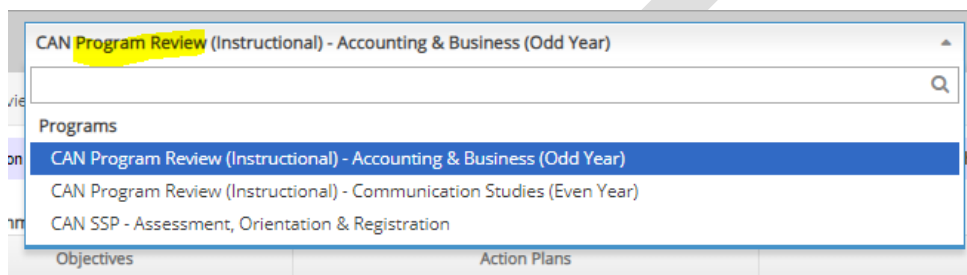 CAN Program Review (Instructional) - Accounting & Business (Odd Year)
Programs
CAN Program Review (Instructional) - Accounting & Business (Odd Year)
CAN Program Review (Instructional) - Communication Studies (Even Year)
CAN SSP - Assessment, Orientation & Registration
Objectives Action Plans